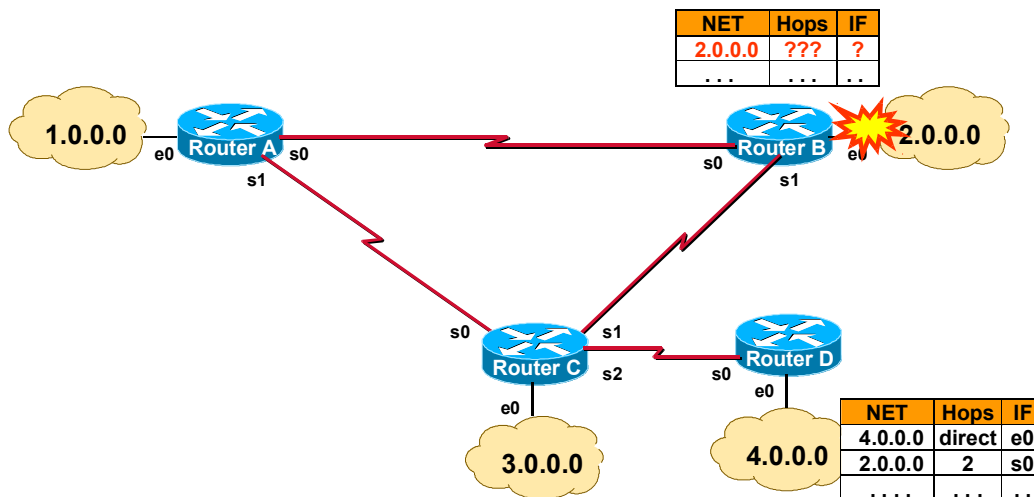 NET Hops IF
2.0.0.0 ??? ?
. . . . . . . .
1.0.0.0
e0
Router A
s0
s1
s0
Router B
e0
s1
2.0.0.0
s0
Router C
s1
s2
e0
3.0.0.0
s0
Router D
e0
4.0.0.0
NET Hops IF
4.0.0.0 direct e0
2.0.0.0 2 s0
. . . . . . . . .